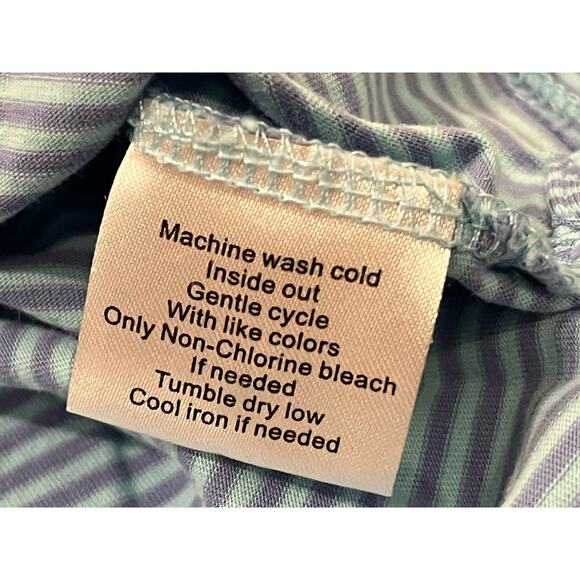 Machine wash cold
Inside out
Gentle cycle
With like colors
Only Non-Chlorine bleach
If needed
Tumble dry low
Cool iron if needed